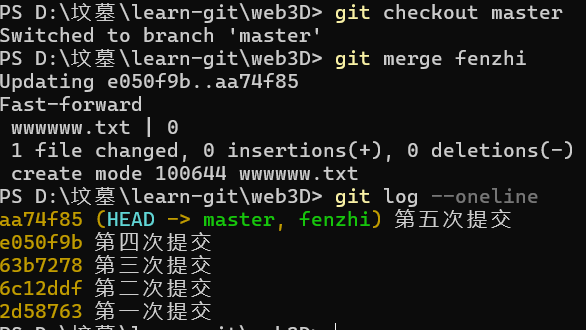 PS D:\坟墓\learn-git\web3D> git checkout master
Switched to branch 'master'
PS D:\坟墓\learn-git\web3D> git merge fenzhi
Updating e050f9b..aa74f85
Fast-forward
 wwwwww.txt | 0
 1 file changed, 0 insertions(+), 0 deletions(-)
 create mode 100644 wwwwww.txt
PS D:\坟墓\learn-git\web3D> git log --oneline
aa74f85 (HEAD -> master, fenzhi) 第五次提交
e050f9b 第四次提交
63b7278 第三次提交
6c12ddf 第二次提交
2d58763 第一次提交
PS D:\坟墓\learn-git\web3D>